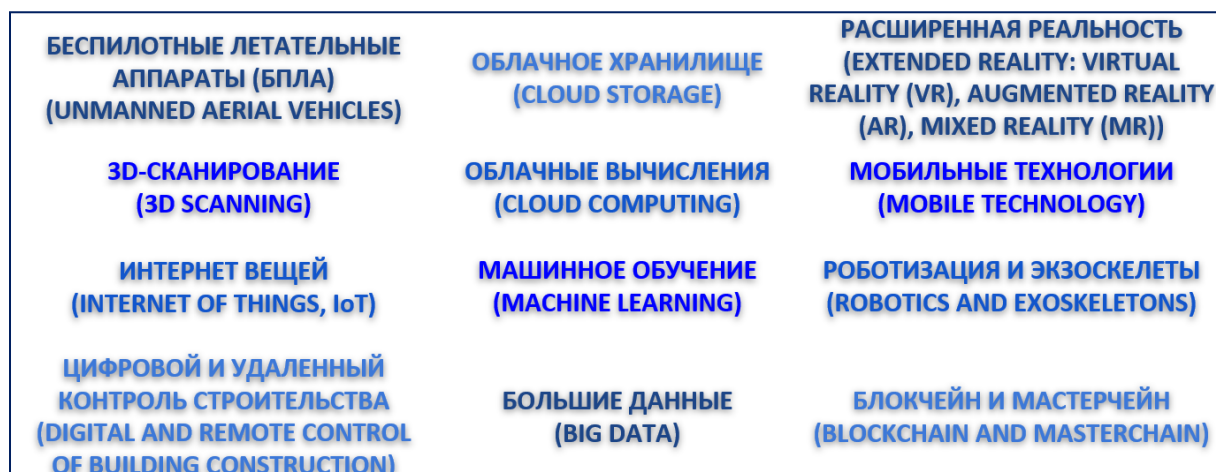 БЕСПИЛОТНЫЕ ЛЕТАТЕЛЬНЫЕ
АППАРАТЫ (БПЛА)
(UNMANNED AERIAL VEHICLES)
ОБЛАЧНОЕ ХРАНИЛИЩЕ
(CLOUD STORAGE)
РАСШИРЕННАЯ РЕАЛЬНОСТЬ
(EXTENDED REALITY: VIRTUAL
REALITY (VR), AUGMENTED REALITY
(AR), MIXED REALITY (MR))
3D-СКАНИРОВАНИЕ
(3D SCANNING)
ОБЛАЧНЫЕ ВЫЧИСЛЕНИЯ
(CLOUD COMPUTING)
МОБИЛЬНЫЕ ТЕХНОЛОГИИ
(MOBILE TECHNOLOGY)
ИНТЕРНЕТ ВЕЩЕЙ
(INTERNET OF THINGS, IoT)
МАШИННОЕ ОБУЧЕНИЕ
(MACHINE LEARNING)
РОБОТИЗАЦИЯ И ЭКЗОСКЕЛЕТЫ
(ROBOTICS AND EXOSKELETONS)
ЦИФРОВОЙ И УДАЛЕННЫЙ
КОНТРОЛЬ СТРОИТЕЛЬСТВА
(DIGITAL AND REMOTE CONTROL
OF BUILDING CONSTRUCTION)
БОЛЬШИЕ ДАННЫЕ
(BIG DATA)
БЛОКЧЕЙН И МАСТЕРЧЕЙН
(BLOCKCHAIN AND MASTERCHAIN)